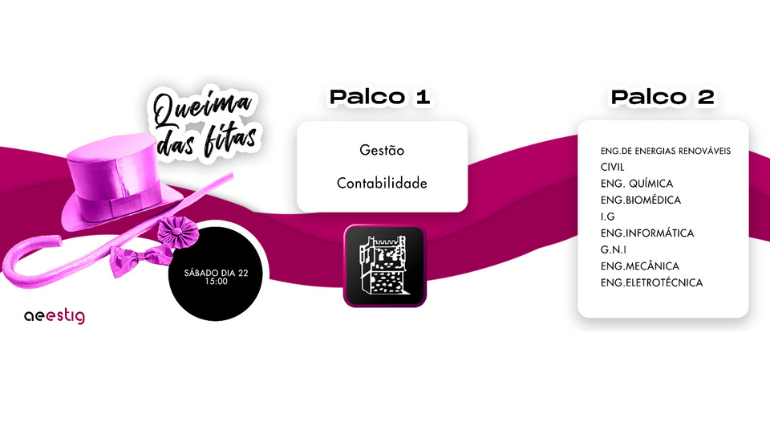 Queima
das fitas
SÁBADO DIA 22
15:00
aeestig
Palco 1
Gestão
Contabilidade
Palco 2
ENG.DE ENERGIAS RENOVÁVEIS
CIVIL
ENG. QUÍMICA
ENG.BIOMÉDICA
I.G
ENG.INFORMÁTICA
G.N.I
ENG.MECÂNICA
ENG.ELETROTÉCNICA